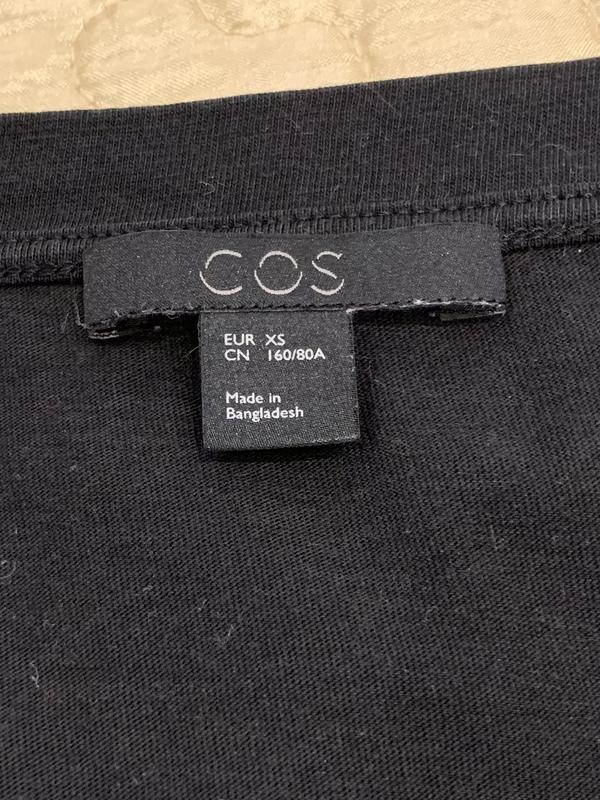 COS
EUR XS
CN 160/80A
Made in
Bangladesh